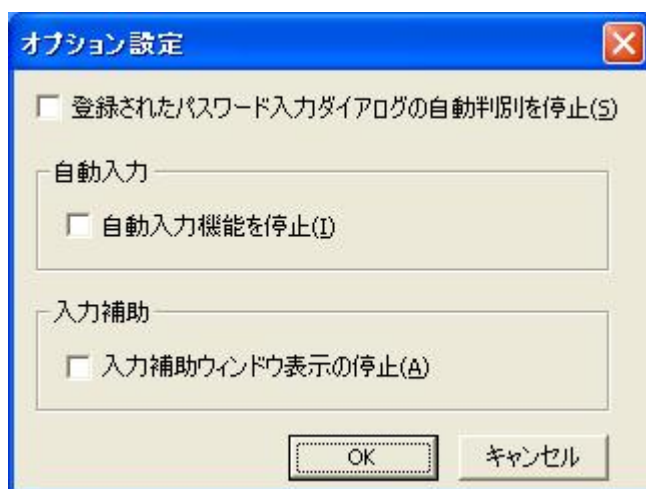 オプション設定
登録されたパスワード入力ダイアログの自動判別を停止(S)
自動入力
自動入力機能を停止(I)
入力補助
入力補助ウィンドウ表示の停止(A)
OK
キャンセル